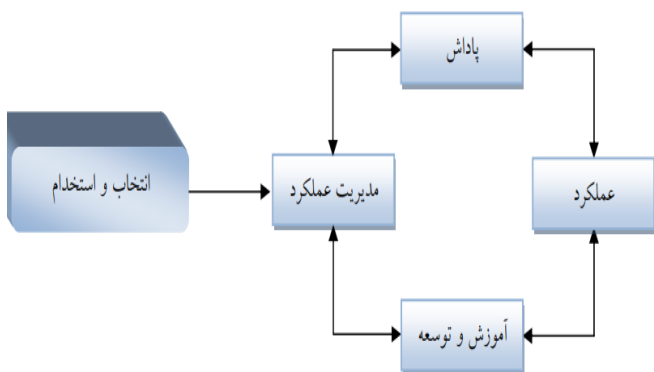 پاداش
انتخاب و استخدام
مدیریت عملکرد
عملکرد
آموزش و توسعه